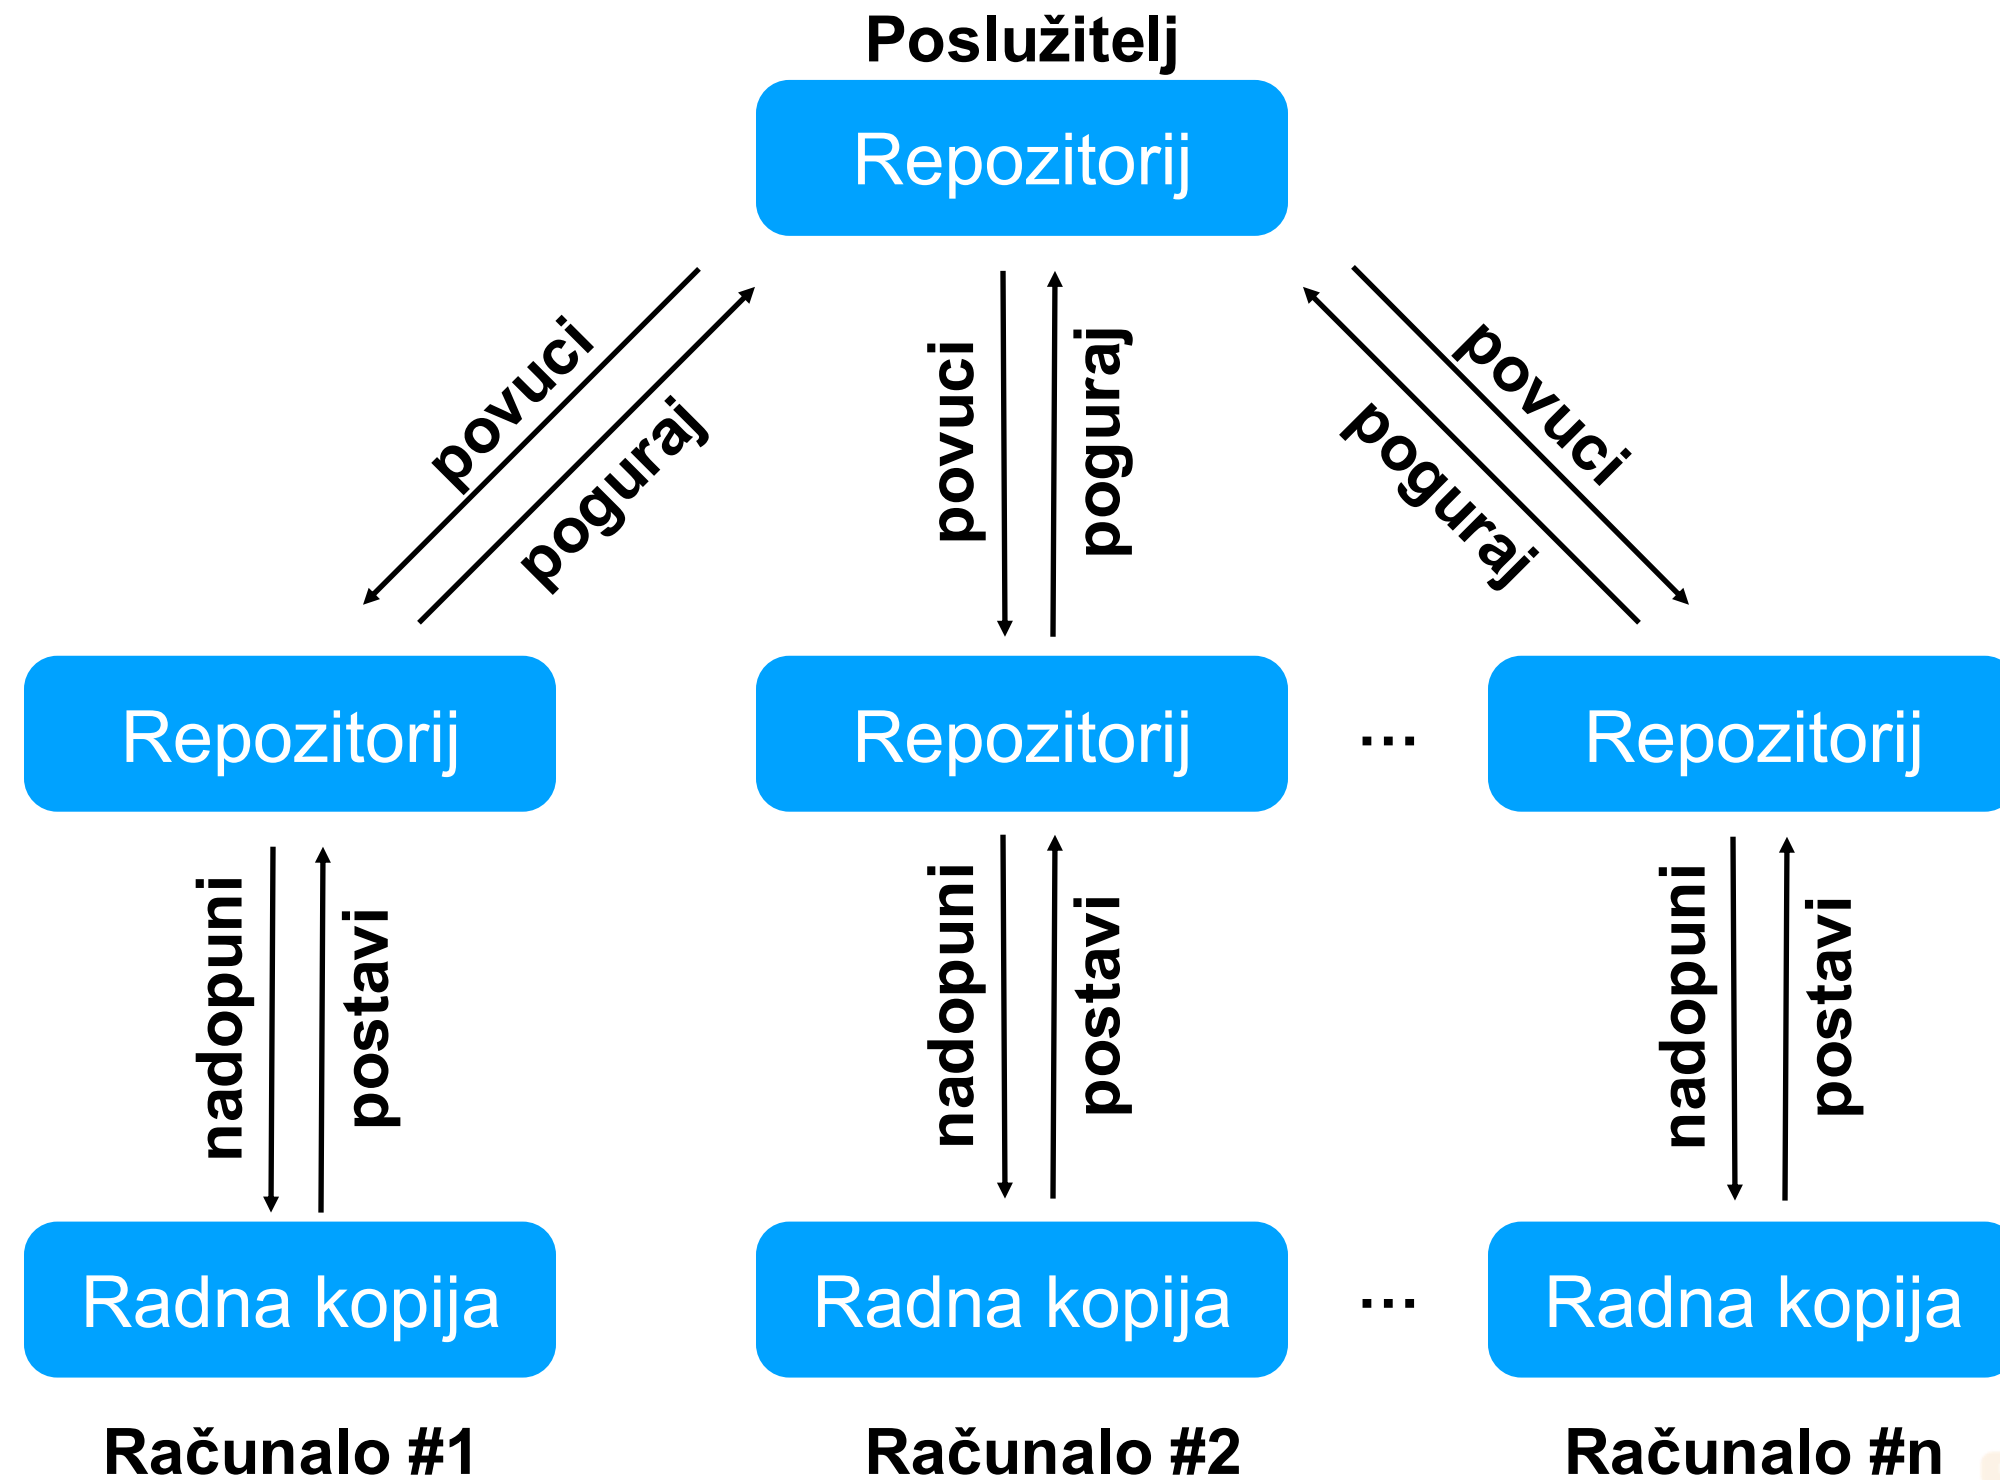 Poslužitelj
Repozitorij
povuci
poguraj
povuci
poguraj
povuci
poguraj
Repozitorij
Repozitorij
...
Repozitorij
nadopuni
postavi
nadopuni
postavi
nadopuni
postavi
Radna kopija
Radna kopija
...
Radna kopija
Računalo #1
Računalo #2
Računalo #n